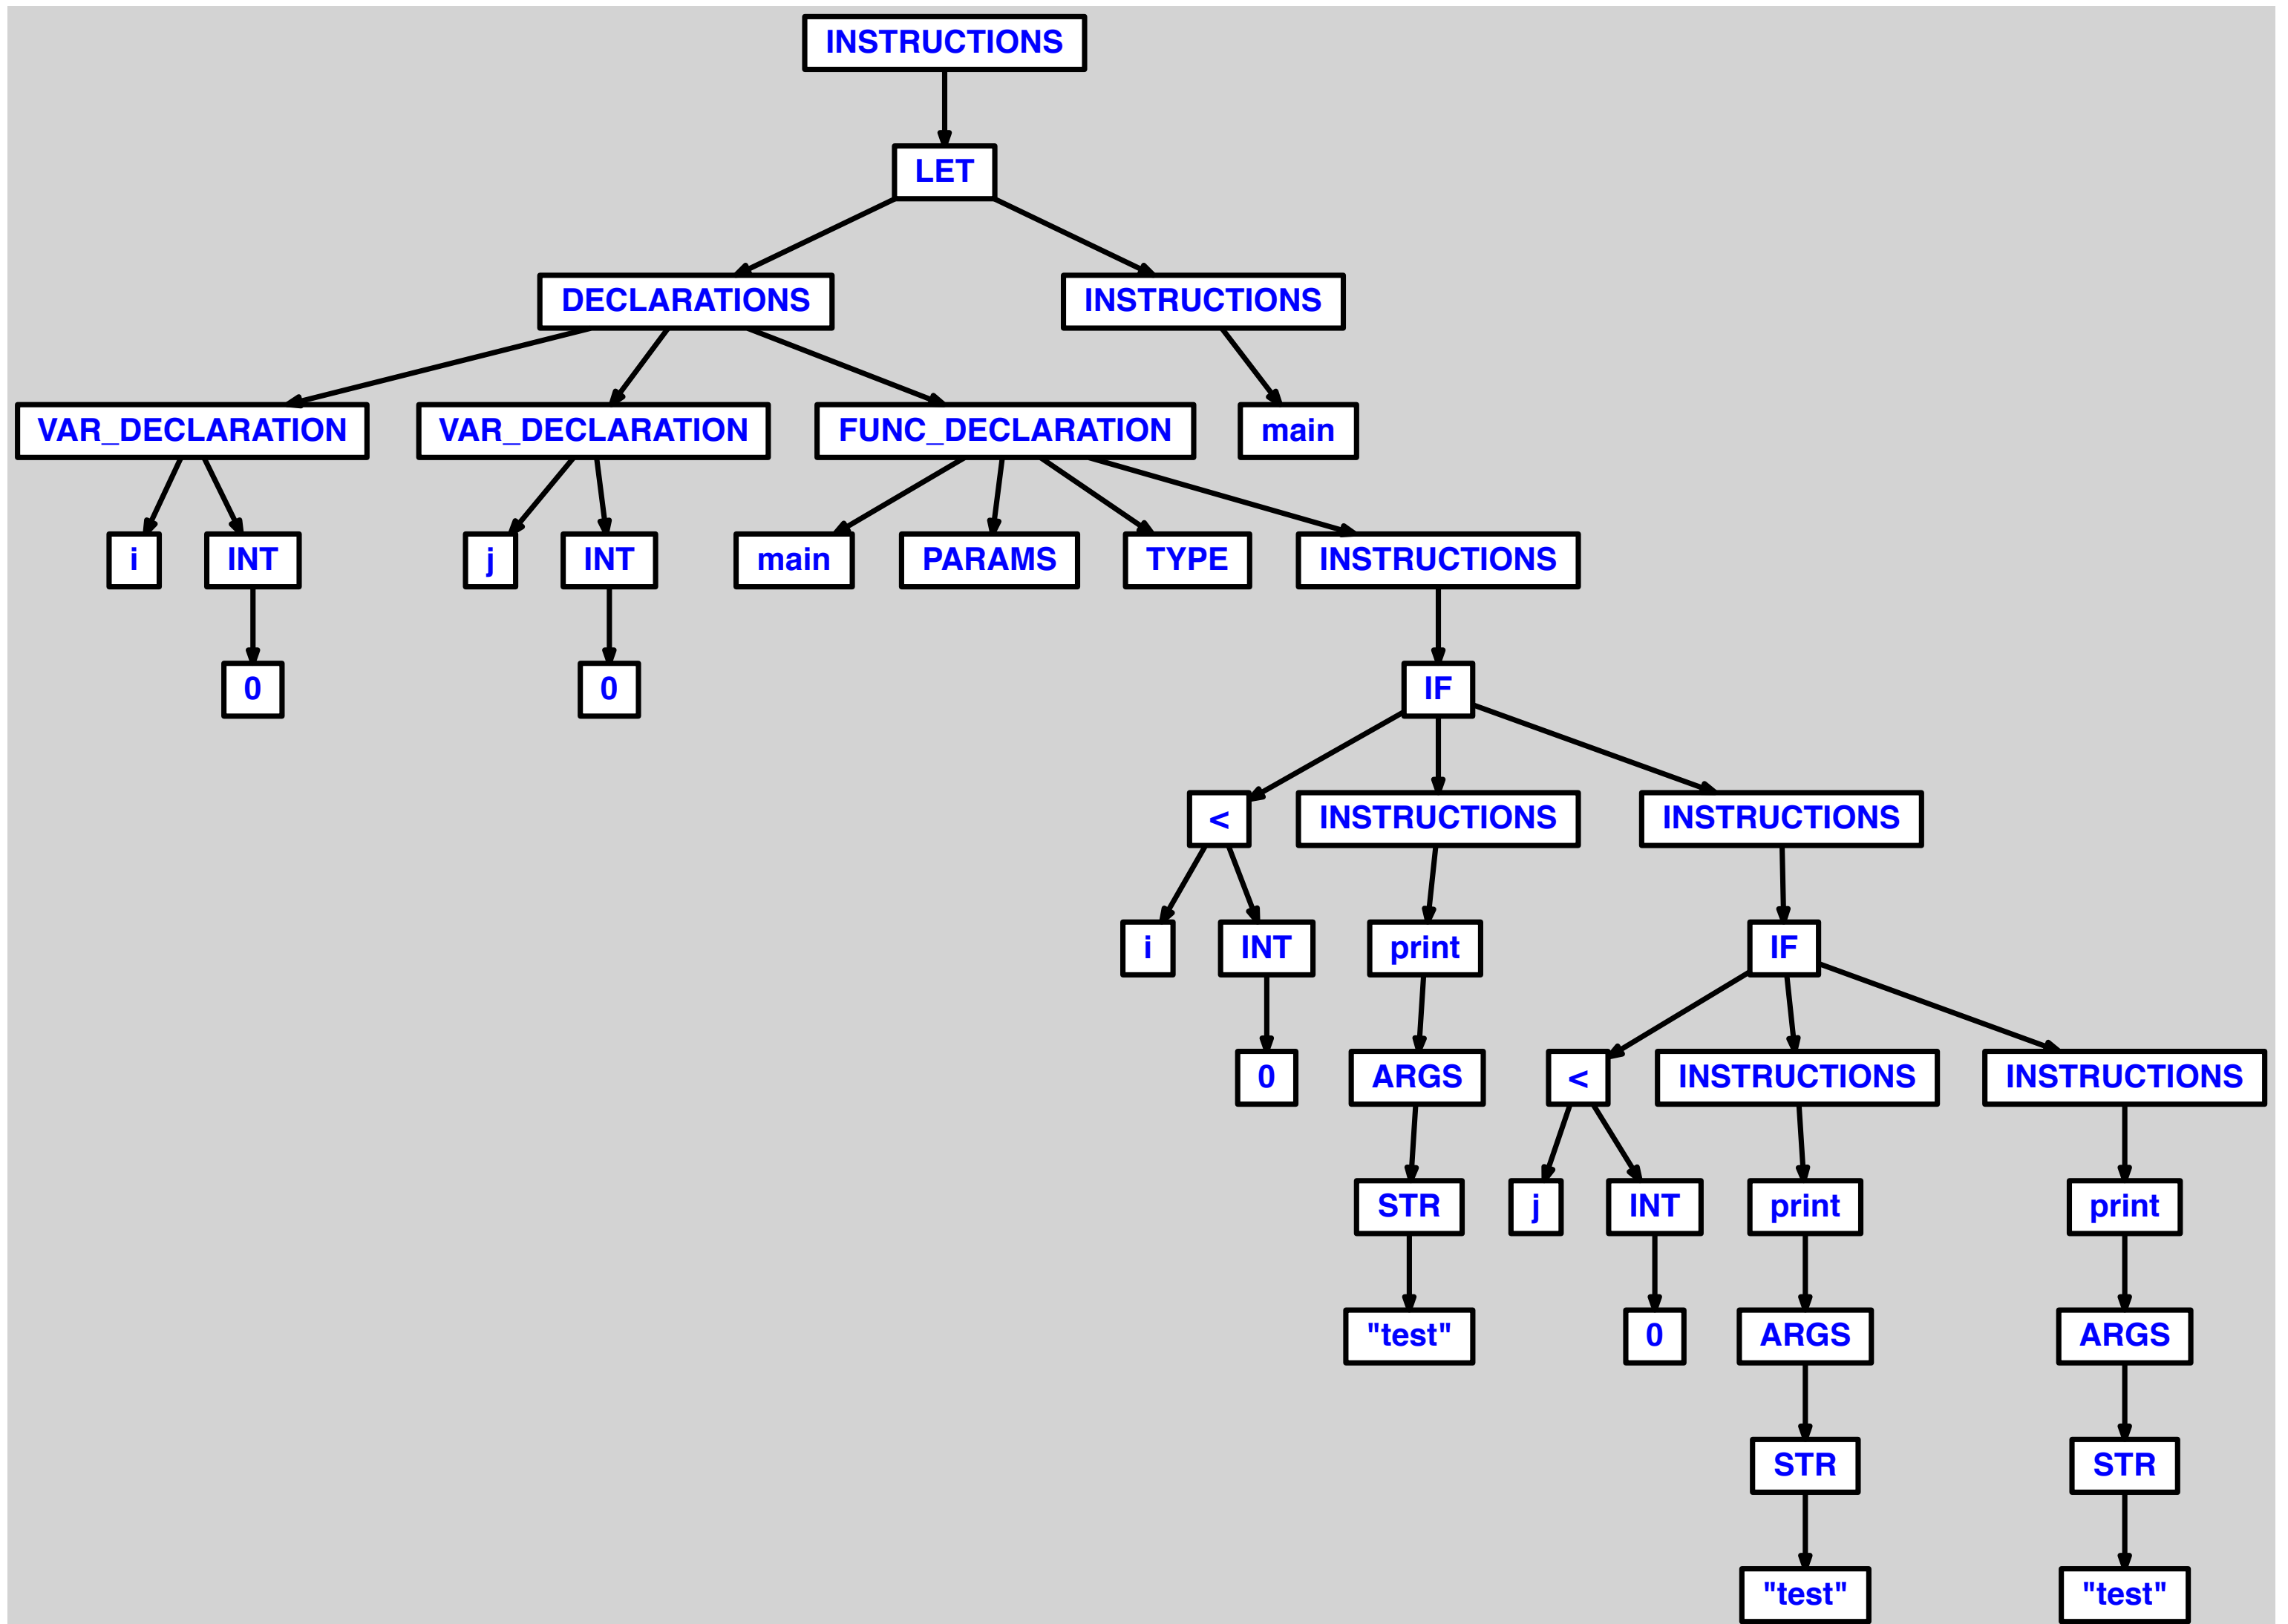 INSTRUCTIONS
LET
DECLARATIONS INSTRUCTIONS
VAR_DECLARATION VAR_DECLARATION FUNC_DECLARATION main
i INT j INT main PARAMS TYPE INSTRUCTIONS
0 0 IF
< INSTRUCTIONS INSTRUCTIONS
i INT print IF
0 ARGS < INSTRUCTIONS INSTRUCTIONS
STR j INT print print
"test" 0 ARGS ARGS
STR STR
"test" "test"